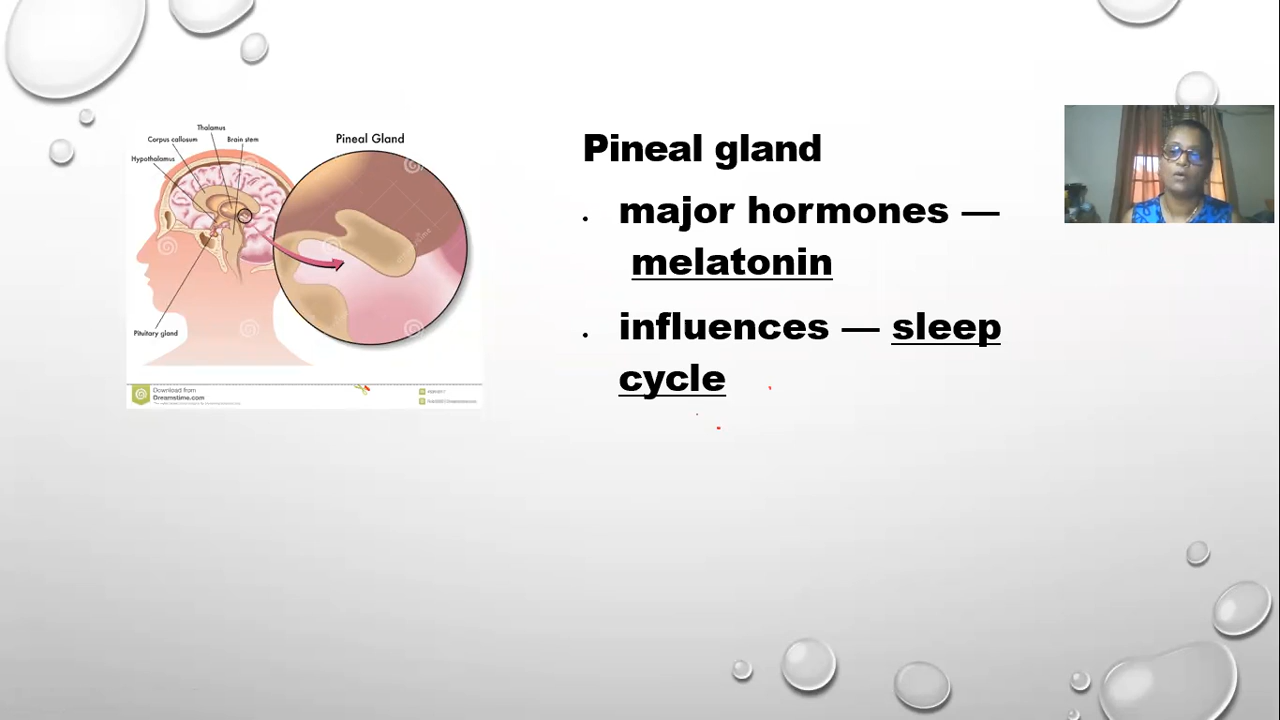 Thalamus
Corpus callosum
Brain stem
Hypothalamus
Pituitary gland
Pineal Gland
Download from
Dreamstime.com
Pineal gland
. major hormones —
melatonin
. influences — sleep
cycle